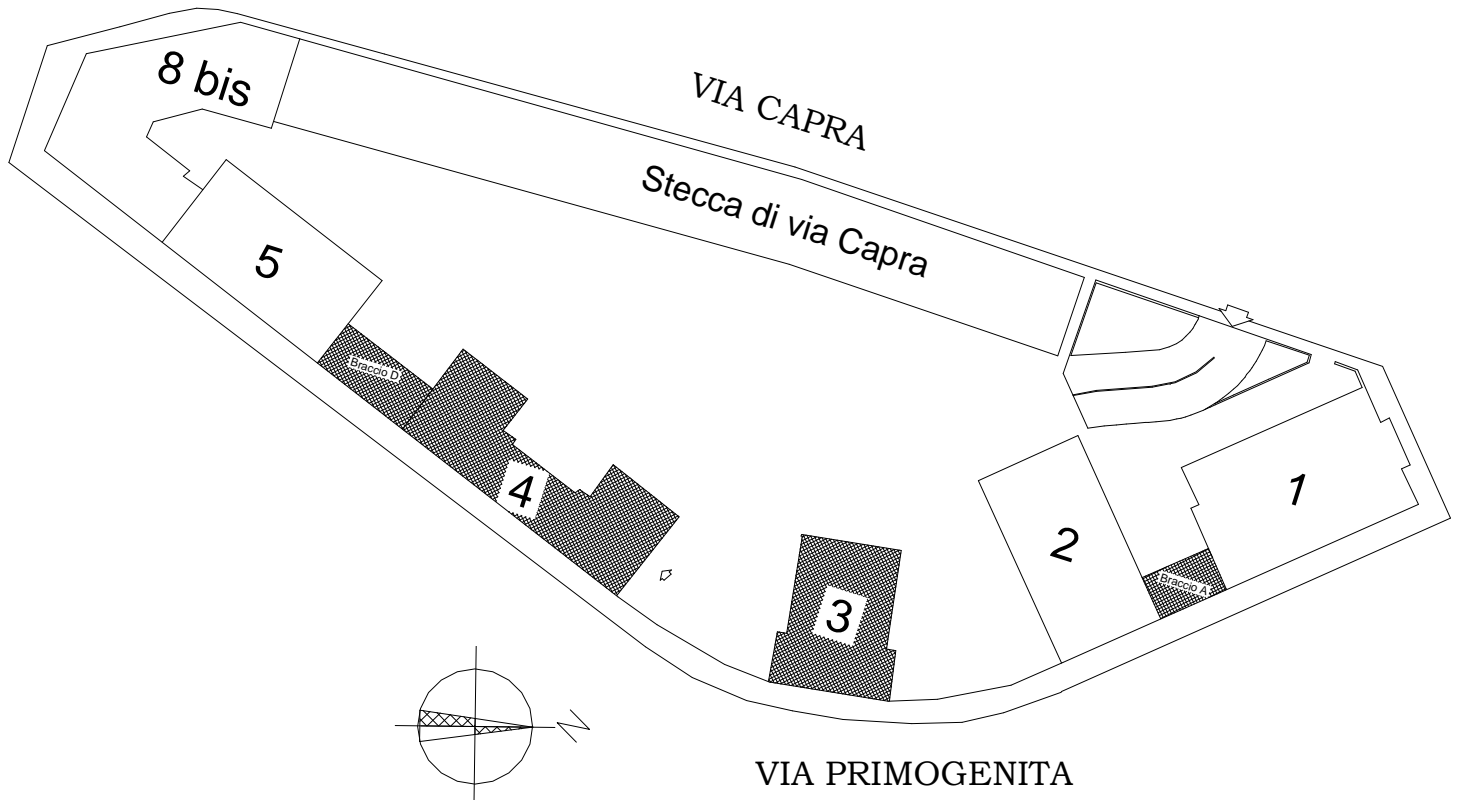 8 bis
VIA CAPRA
Stecca di via Capra
5
Braccio D
4
3
2
1
Braccio A
N
VIA PRIMOGENITA